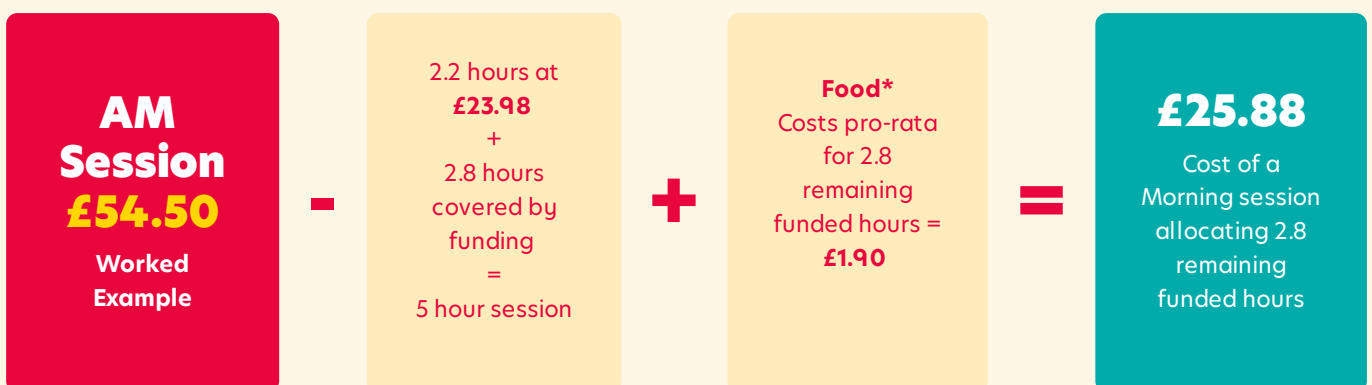 AM
Session
£54.50
Worked
Example
-
2.2 hours at
£23.98
+
2.8 hours
covered by
funding
=
5 hour session
+
Food*
Costs pro-rata
for 2.8
remaining
funded hours =
£1.90
=
£25.88
Cost of a
Morning session
allocating 2.8
remaining
funded hours